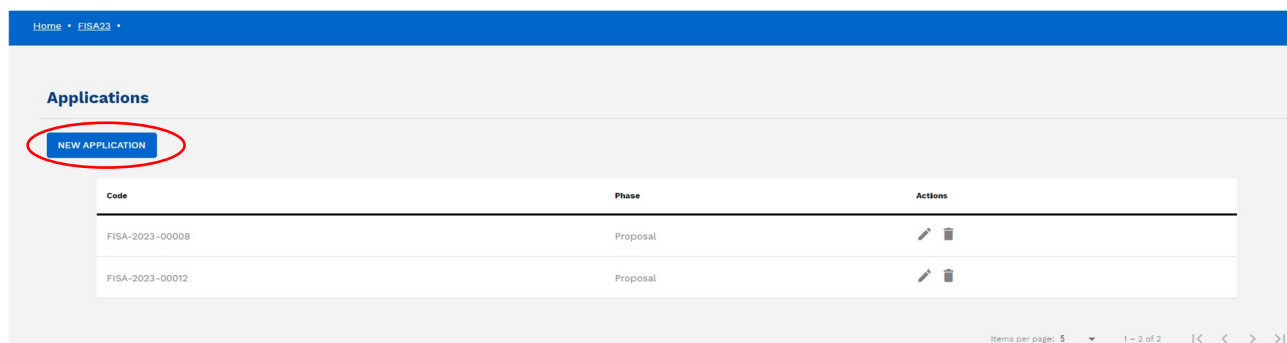 Home • FISA23 •
Applications
NEW APPLICATION
Code Phase Actions
FISA-2023-00008 Proposal
FISA-2023-00012 Proposal
Items per page: 5 1 – 2 of 2